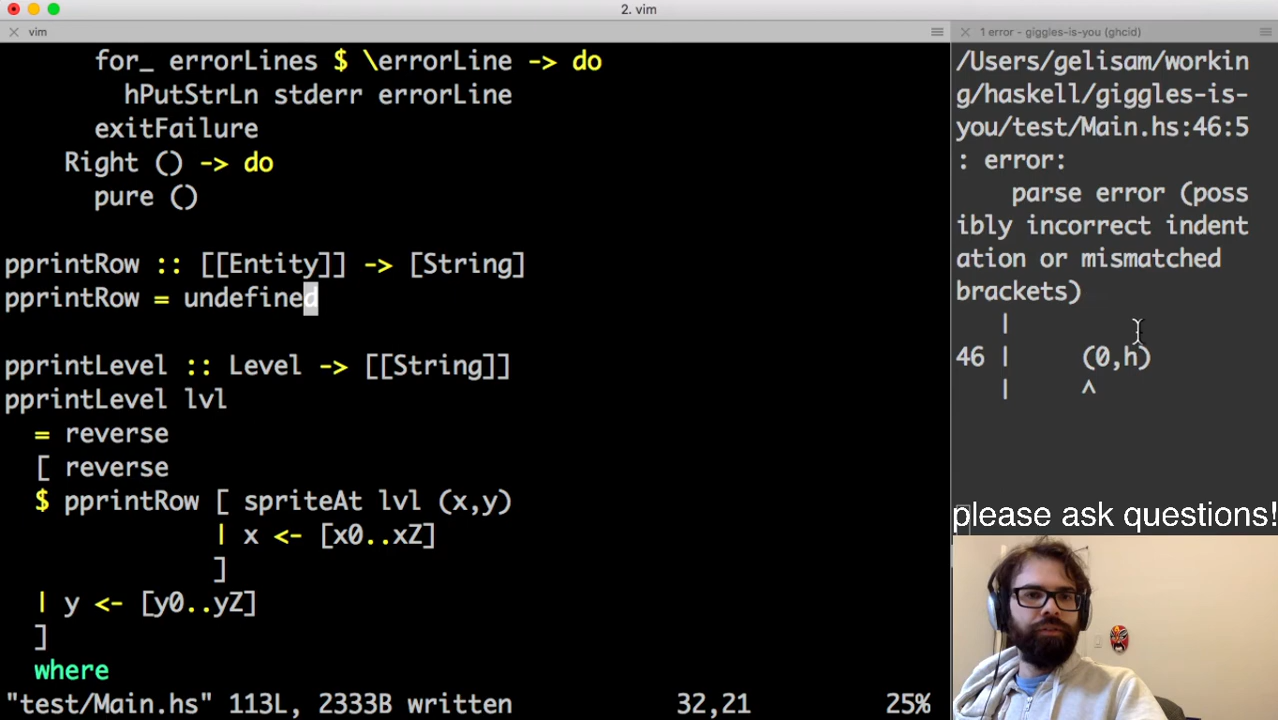 2. vim
vim
1 error - giggles-is-you (ghcid)
for_ errorLines $ \errorLine -> do
hPutStrLn stderr errorLine
exitFailure
Right () -> do
pure ()
pprintRow :: [[Entity]] -> [String]
pprintRow = undefined
pprintLevel :: Level -> [[String]]
pprintLevel lvl
= reverse
[ reverse
$ pprintRow [ spriteAt lvl (x,y)
| x <- [x0..xZ]
]
| y <- [y0..yZ]
]
where
"test/Main.hs" 113L, 2333B written 32,21 25%
/Users/gelisam/workin
g/haskell/giggles-is-
you/test/Main.hs:46:5
: error:
parse error (poss
ibly incorrect indent
ation or mismatched
brackets)
|
46 | (0,h)
| ^
please ask questions!